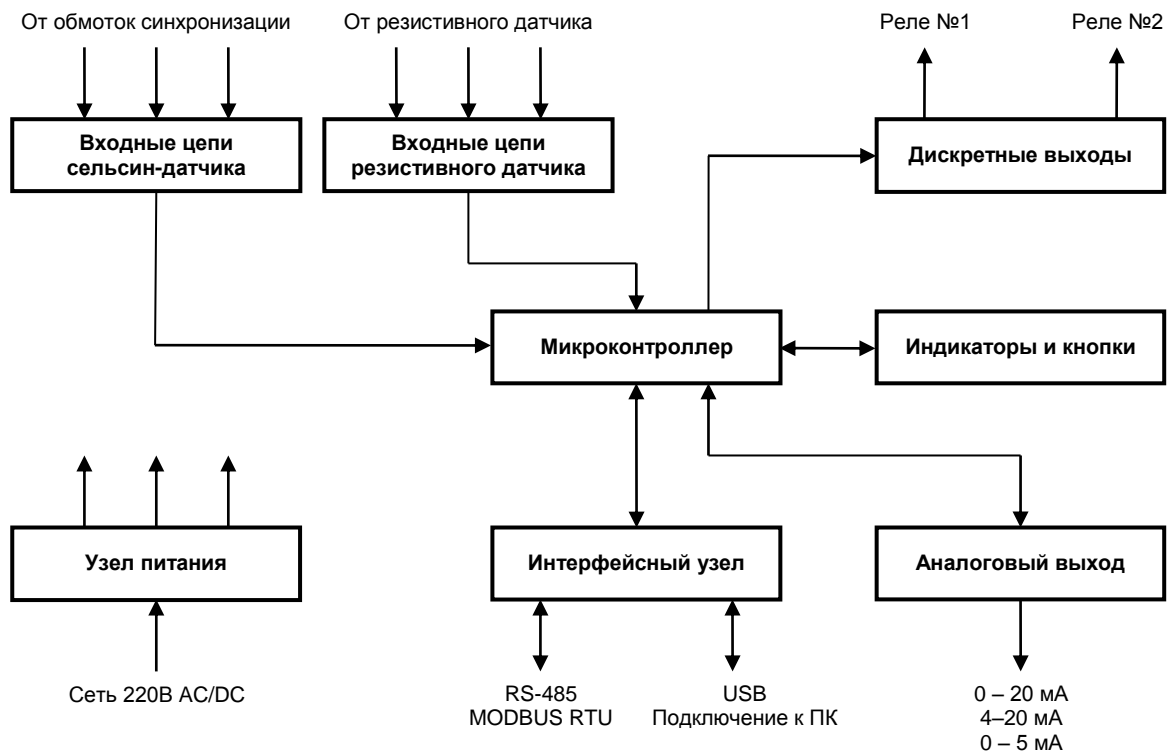 От обмоток синхронизации
От резистивного датчика
Реле №1
Реле №2
Входные цепи
сельсин-датчика
Входные цепи
резистивного датчика
Дискретные выходы
Микроконтроллер
Индикаторы и кнопки
Узел питания
Интерфейсный узел
Аналоговый выход
Сеть 220В AC/DC
RS-485
MODBUS RTU
USB
Подключение к ПК
0 – 20 мА
4–20 мА
0 – 5 мА